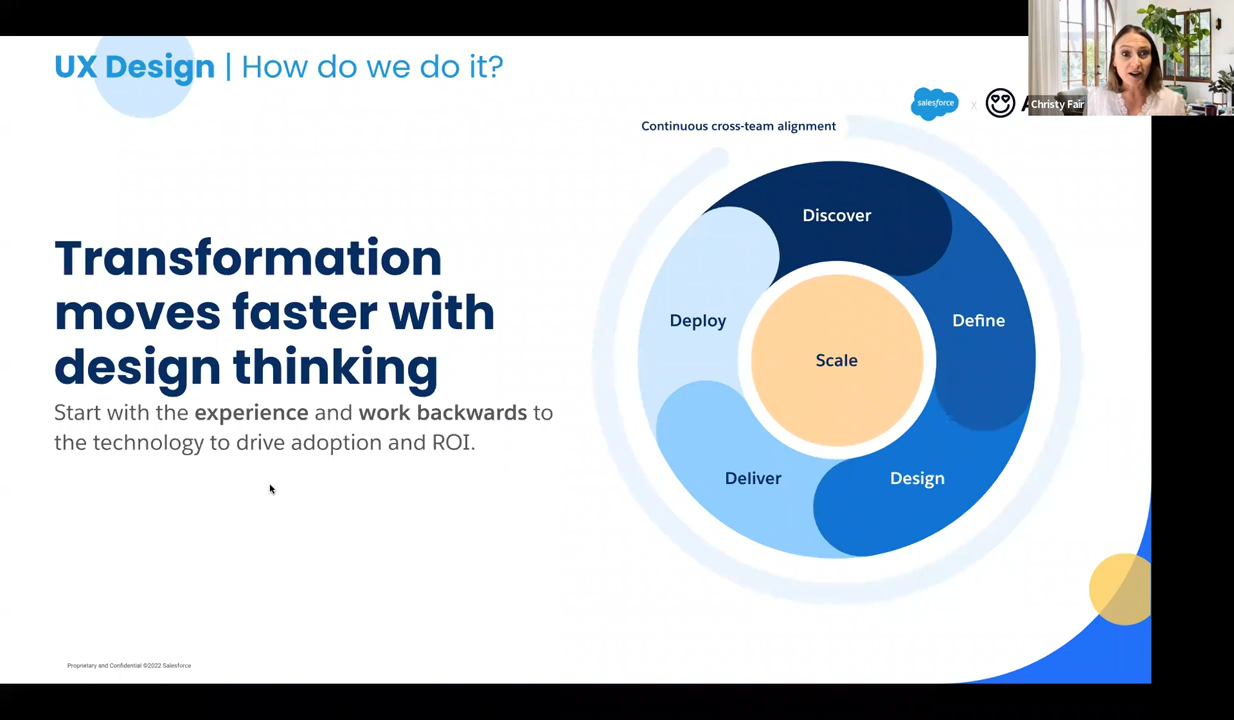 UX Design | How do we do it?
Christy Fair
salesforce
x
Continuous cross-team alignment
Transformation
moves faster with
design thinking
Start with the experience and work backwards to
the technology to drive adoption and ROI.
Discover
Define
Design
Deliver
Deploy
Scale
Proprietary and Confidential ©2022 Salesforce